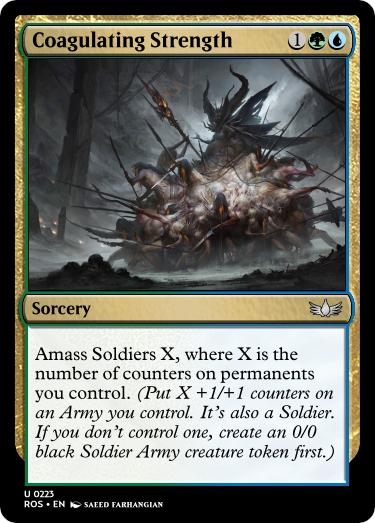 Coagulating Strength 1
Sorcery
Amass Soldiers X, where X is the
number of counters on permanents
you control. (Put X +1/+1 counters on
an Army you control. It's also a Soldier.
If you don't control one, create an 0/0
black Soldier Army creature token first.)
U 0223
ROS • EN SAEED FARHANGIAN